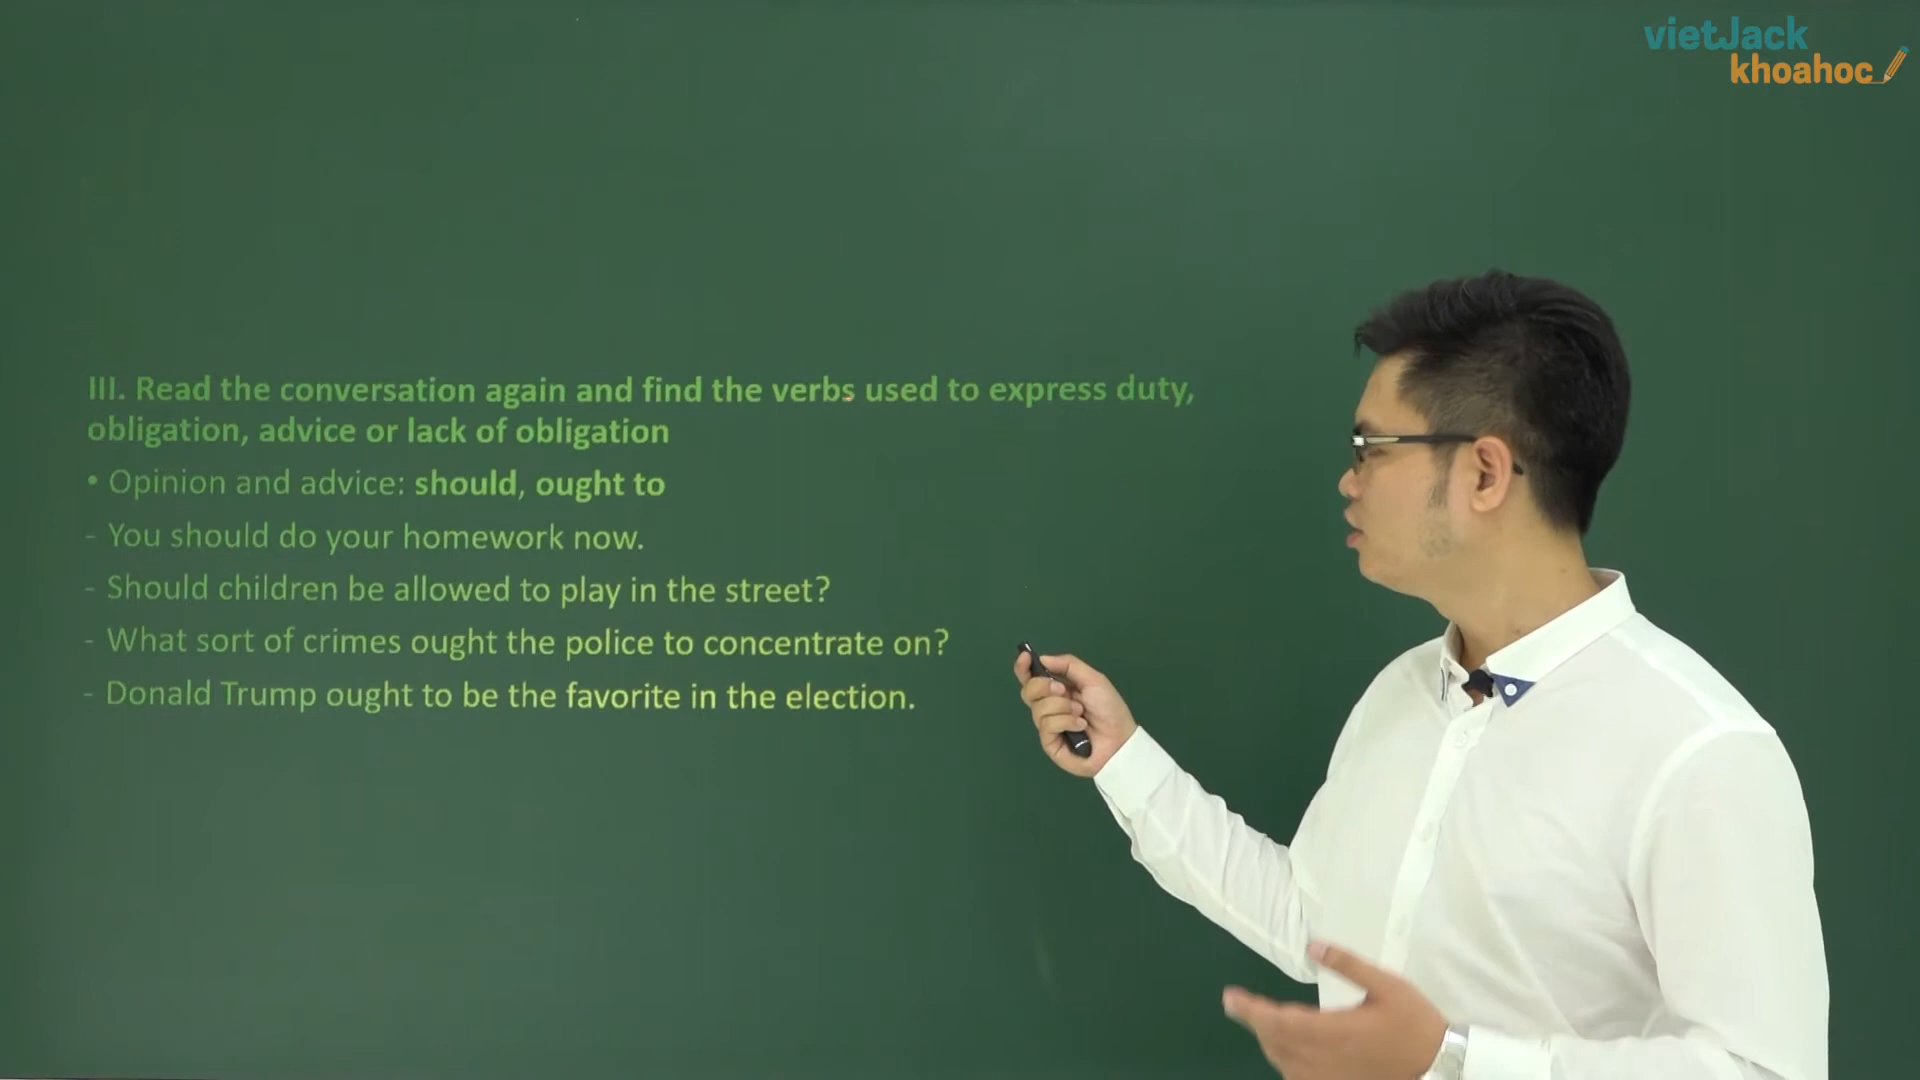 vietJack
khoahoc
III. Read the conversation again and find the verbs used to express duty,
obligation, advice or lack of obligation
• Opinion and advice: should, ought to
- You should do your homework now.
- Should children be allowed to play in the street?
- What sort of crimes ought the police to concentrate on?
- Donald Trump ought to be the favorite in the election.